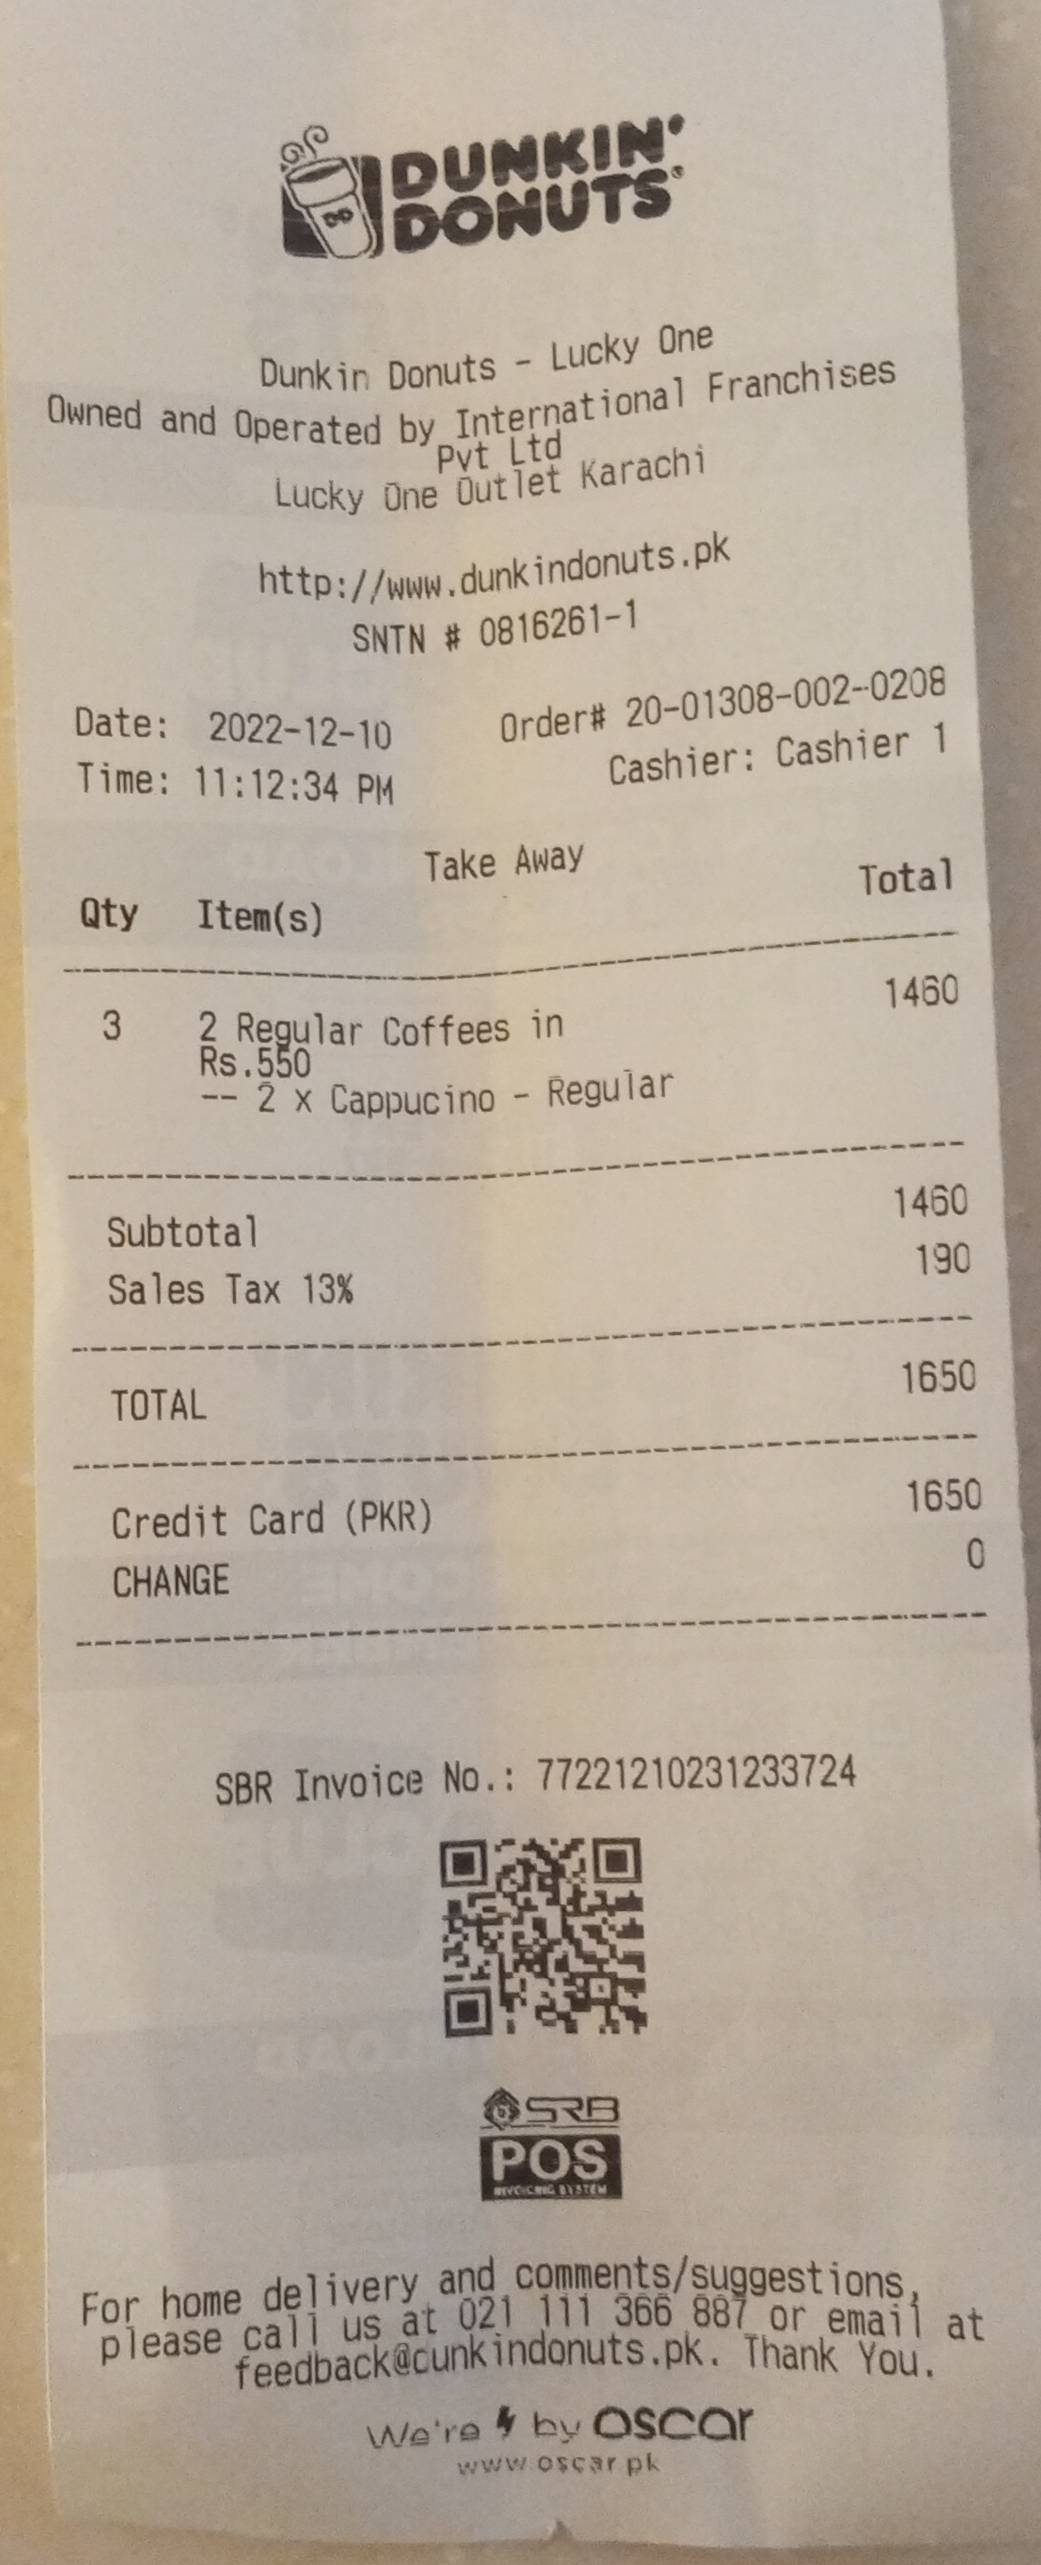 DD
DUNKIN'
DONUTS
Dunkin Donuts - Lucky One
Owned and Operated by International Franchises
Pvt Ltd
Lucky One Outlet Karachi
http://www.dunkindonuts.pk
SNTN # 0816261-1
Date: 2022-12-10 Order# 20-01308-002-0208
Time: 11:12:34 PM Cashier: Cashier 1
Take Away
Qty Item(s) Total
3 2 Regular Coffees in 1460
Rs.550
-- 2 x Cappucino - Regular
Subtotal 1460
Sales Tax 13% 190
TOTAL 1650
Credit Card (PKR) 1650
CHANGE 0
SBR Invoice No.: 77221210231233724
SRB
POS
INVOICING SYSTEM
For home delivery and comments/suggestions,
please call us at 021 111 366 887 or email at
feedback@cunkindonuts.pk. Thank You.
We're by oscar
www.oscar.pk